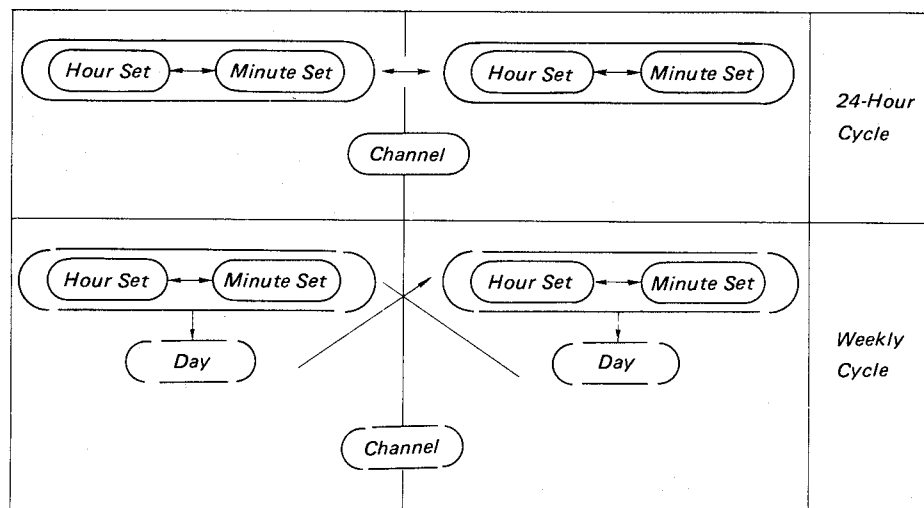 Hour Set
Minute Set
Hour Set
Minute Set
24-Hour
Cycle
Channel
Hour Set
Minute Set
Hour Set
Minute Set
Day
Day
Weekly
Cycle
Channel